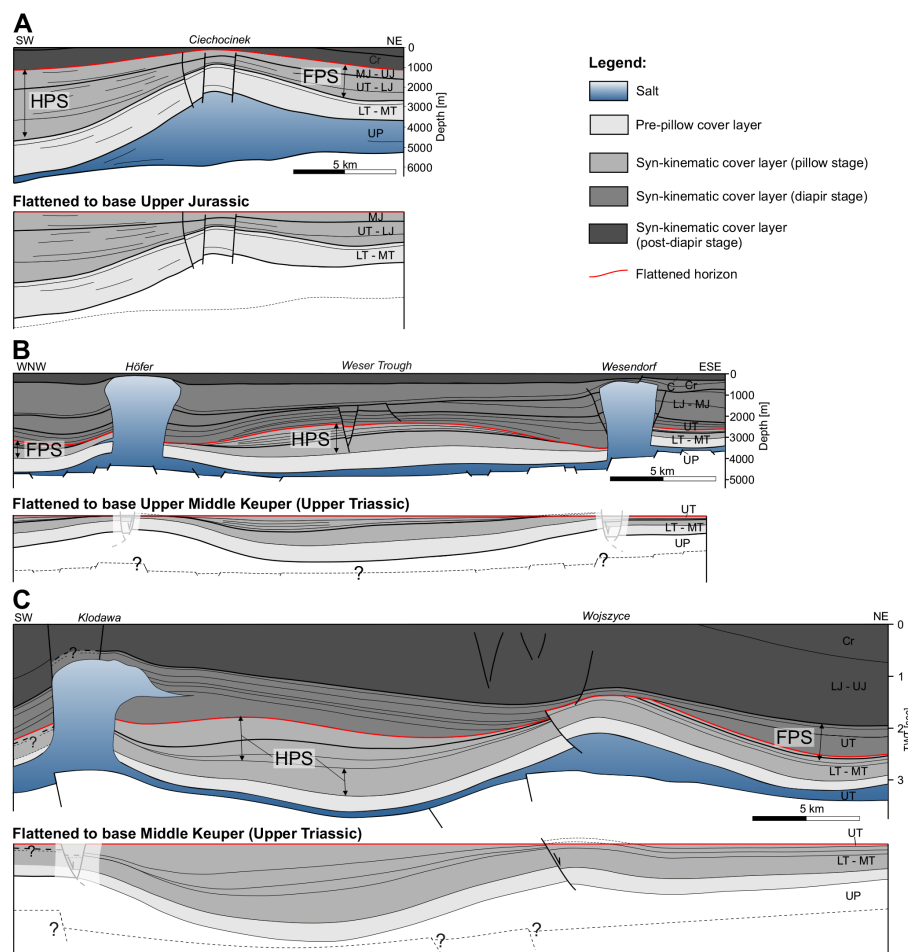 A
SW
Ciechocinek
NE
Cr
MJ - UJ
UT - LJ
LT - MT
UP
HPS
FPS
0
1000
2000
3000
4000
5000
6000
Depth [m]
5 km
Flattened to base Upper Jurassic
MJ
UT - LJ
LT - MT
Legend:
Salt
Pre-pillow cover layer
Syn-kinematic cover layer (pillow stage)
Syn-kinematic cover layer (diapir stage)
Syn-kinematic cover layer
(post-diapir stage)
Flattened horizon
B
WNW
Höfer
Weser Trough
Wesendorf
ESE
C
Cr
LJ - MJ
UT
LT - MT
UP
FPS
HPS
0
1000
2000
3000
4000
5000
Depth [m]
5 km
Flattened to base Upper Middle Keuper (Upper Triassic)
UT
LT - MT
UP
?
?
?
C
SW
Klodawa
Wojszyce
NE
?
?
Cr
LJ - UJ
UT
LT - MT
UT
HPS
FPS
0
1
2
3
TWT [sec]
5 km
Flattened to base Middle Keuper (Upper Triassic)
?
UT
LT - MT
UP
?
?
?